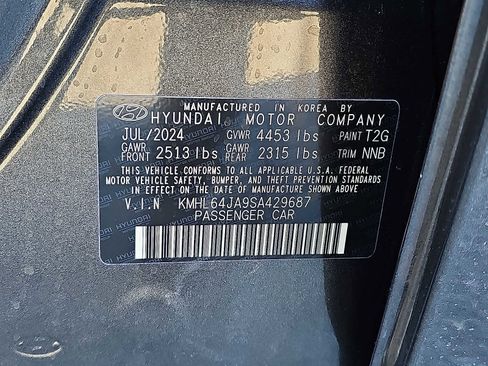 MANUFACTURED IN KOREA BY
HYUNDAI MOTOR COMPANY
JUL/2024 GVWR 4453 lbs PAINT T2G
GAWR FRONT 2513 lbs GAWR REAR 2315 lbs TRIM NNB
THIS VEHICLE CONFORMS TO ALL APPLICABLE U.S.A. FEDERAL
MOTOR VEHICLE SAFETY, BUMPER, AND THEFT PREVENTION STANDARDS
IN EFFECT ON THE DATE OF MANUFACTURE SHOWN ABOVE.
V.I.N KMHL64JA9SA429687
PASSENGER CAR